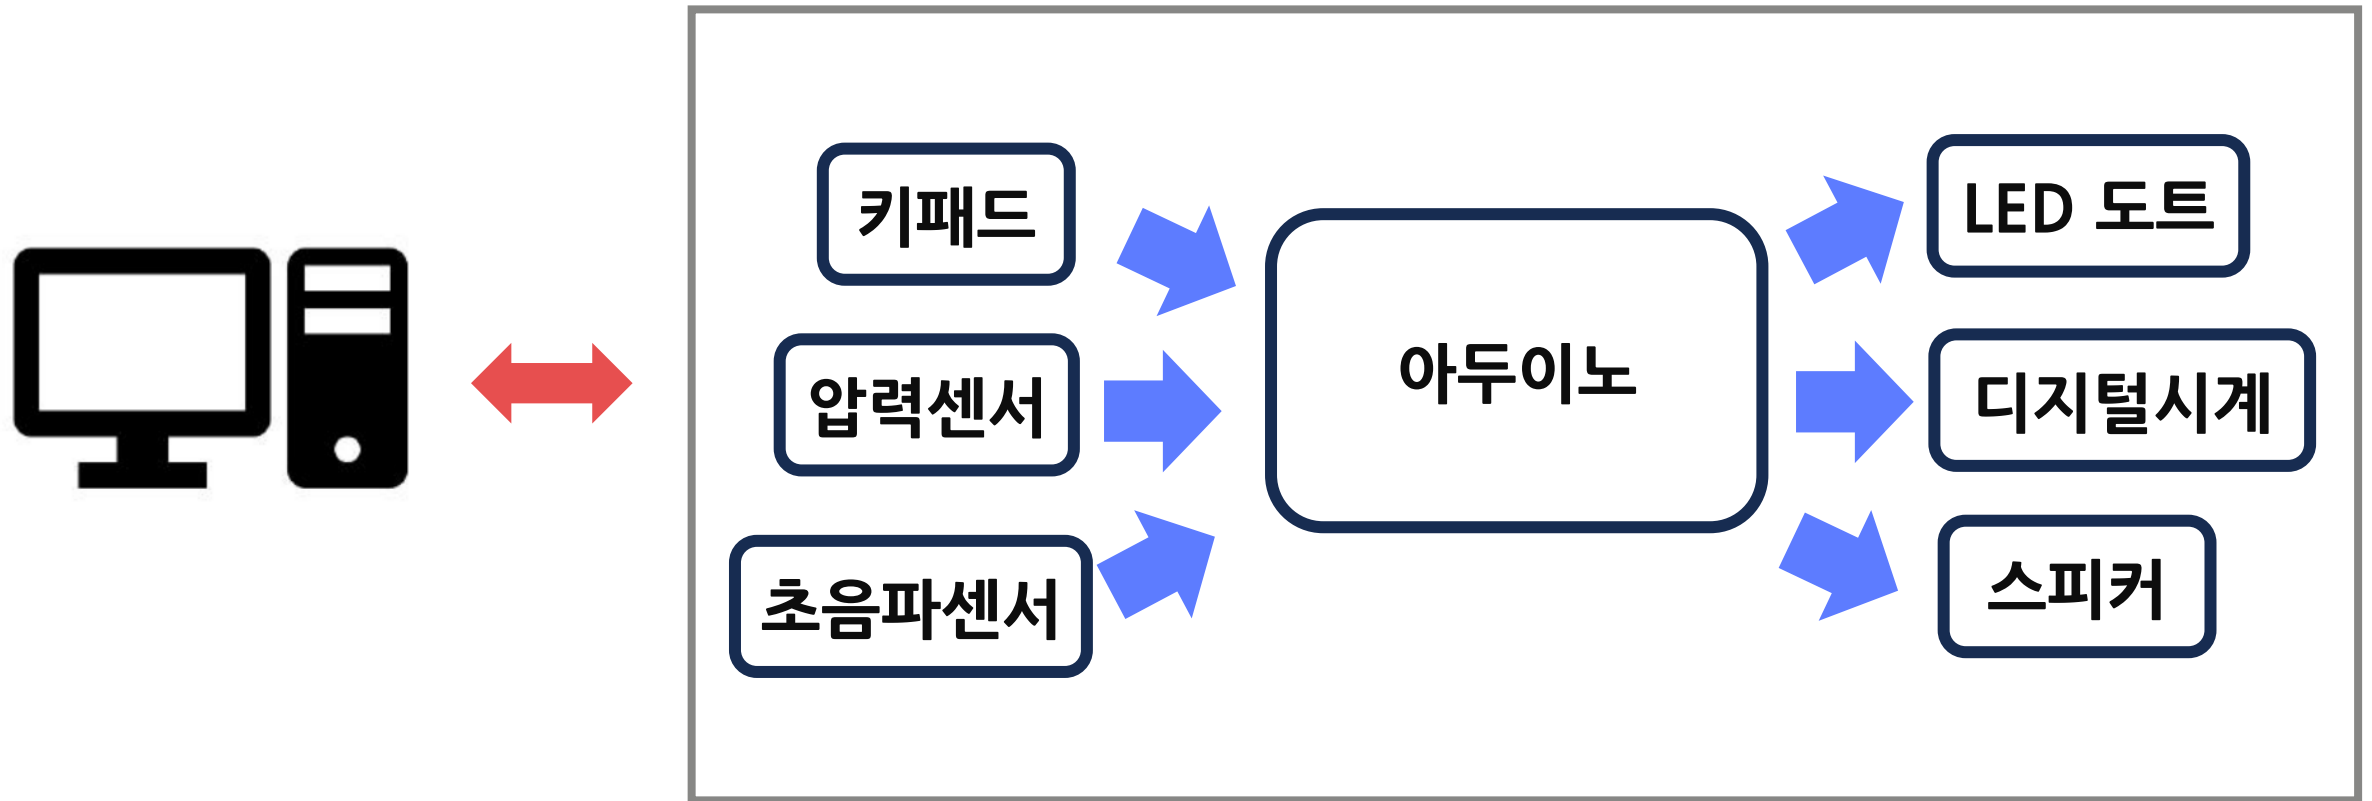 키패드
압력센서
초음파센서
아두이노
LED 도트
디지털시계
스피커